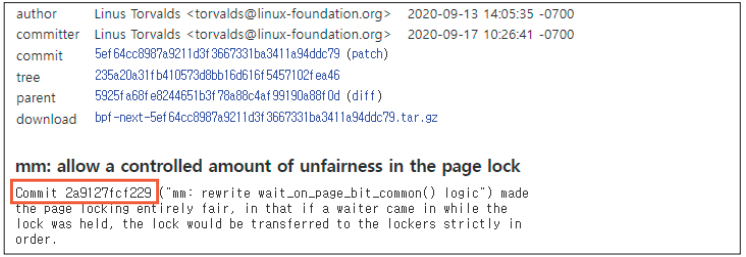 author Linus Torvalds <torvalds@linux-foundation.org> 2020-09-13 14:05:35 -0700
committer Linus Torvalds <torvalds@linux-foundation.org> 2020-09-17 10:26:41 -0700
commit 5ef64cc8987a9211d3f3667331ba3411a94ddc79 (patch)
tree 235a20a31fb410573d8bb16d616f5457102fea46
parent 5925fa68fe8244651b3f78a88c4af99190a88f0d (diff)
download bpf-next-5ef64cc8987a9211d3f3667331ba3411a94ddc79.tar.gz
mm: allow a controlled amount of unfairness in the page lock
Commit 2a9127fcf229 ("mm: rewrite wait_on_page_bit_common() logic") made
the page locking entirely fair, in that if a waiter came in while the
lock was held, the lock would be transferred to the lockers strictly in
order.